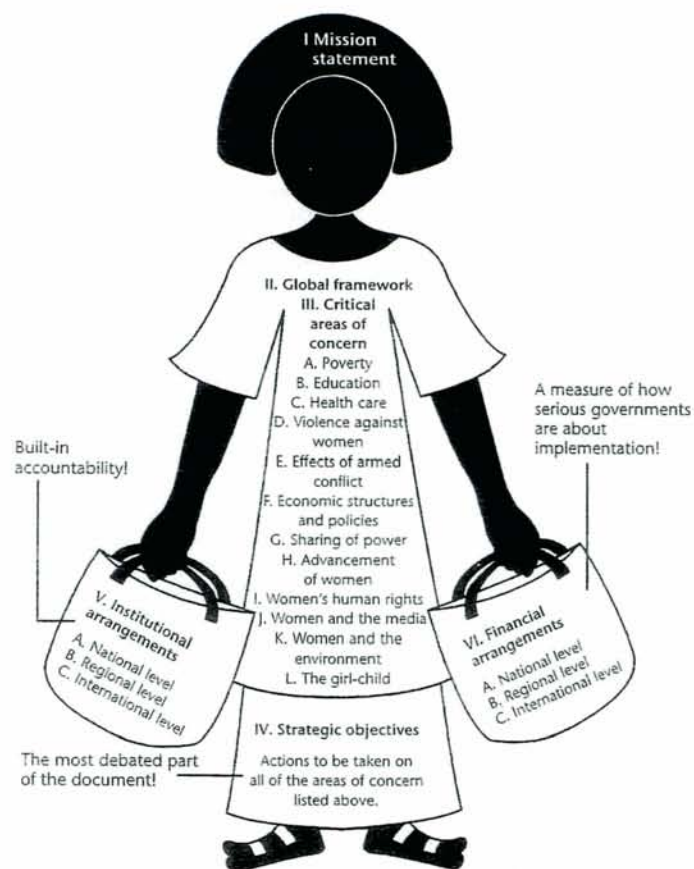 I Mission
statement
II. Global framework
III. Critical
areas of
concern
A. Poverty
B. Education
C. Health care
D. Violence against
women
E. Effects of armed
conflict
F. Economic structures
and policies
G. Sharing of power
H. Advancement
of women
I. Women's human rights
J. Women and the media
K. Women and the
environment
L. The girl-child
Built-in
accountability!
A measure of how
serious governments
are about
implementation!
V. Institutional
arrangements
A. National level
B. Regional level
C. International level
VI. Financial
arrangements
A. National level
B. Regional level
C. International level
IV. Strategic objectives
Actions to be taken on
all of the areas of concern
listed above.
The most debated part
of the document!